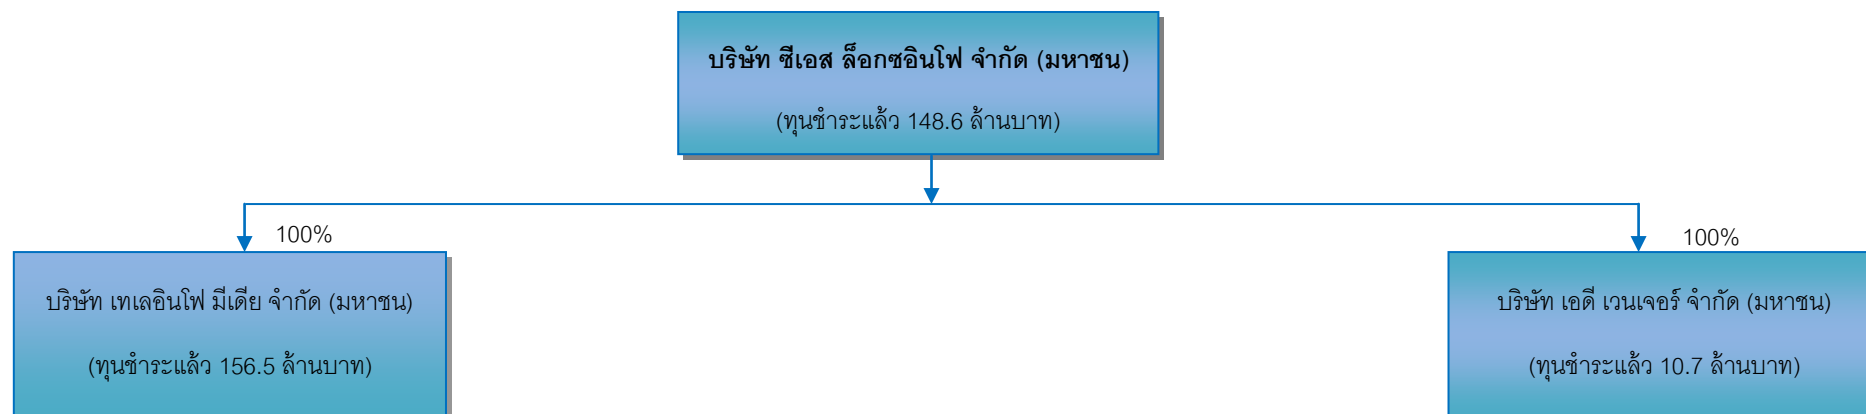 บริษัท ซีเอส ล็อกซอินโฟ จำกัด (มหาชน)
(ทุนชำระแล้ว 148.6 ล้านบาท)
100%
100%
บริษัท เทเลอินโฟ มีเดีย จำกัด (มหาชน)
(ทุนชำระแล้ว 156.5 ล้านบาท)
บริษัท เอดี เวนเจอร์ จำกัด (มหาชน)
(ทุนชำระแล้ว 10.7 ล้านบาท)